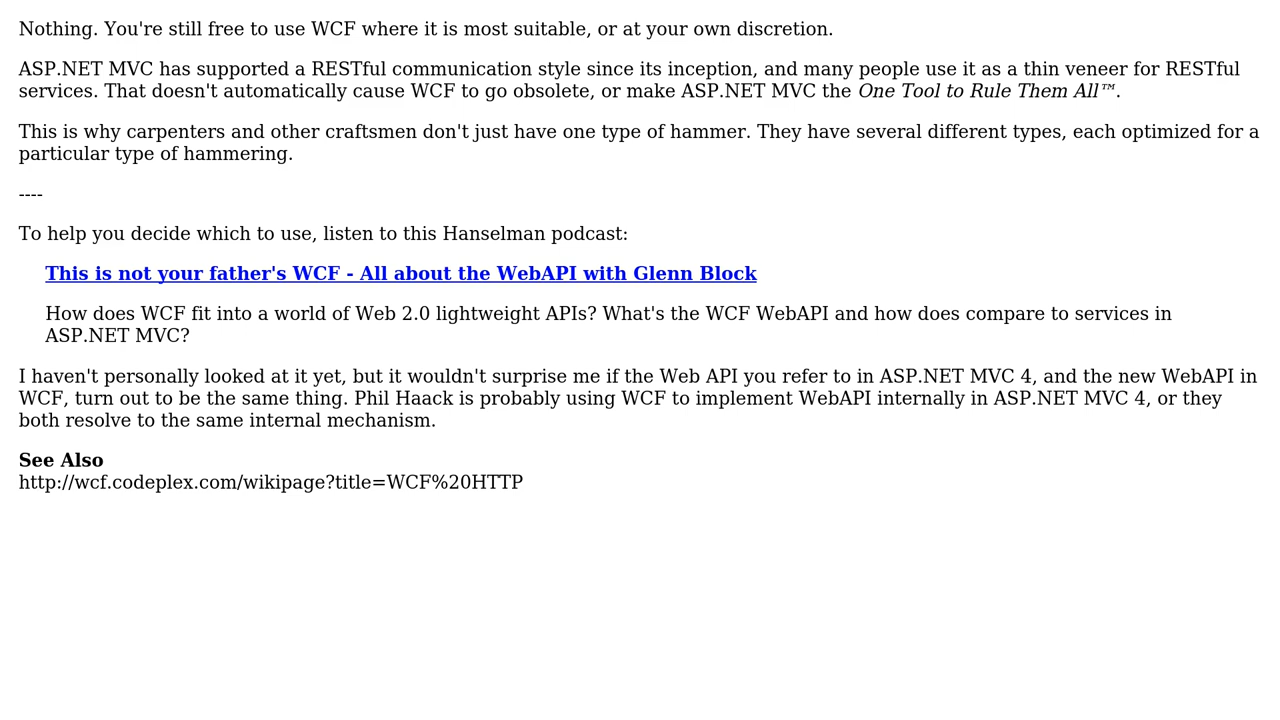 Nothing. You're still free to use WCF where it is most suitable, or at your own discretion.
ASP.NET MVC has supported a RESTful communication style since its inception, and many people use it as a thin veneer for RESTful
services. That doesn't automatically cause WCF to go obsolete, or make ASP.NET MVC the One Tool to Rule Them All™.
This is why carpenters and other craftsmen don't just have one type of hammer. They have several different types, each optimized for a
particular type of hammering.
----
To help you decide which to use, listen to this Hanselman podcast:
This is not your father's WCF - All about the WebAPI with Glenn Block
How does WCF fit into a world of Web 2.0 lightweight APIs? What's the WCF WebAPI and how does compare to services in
ASP.NET MVC?
I haven't personally looked at it yet, but it wouldn't surprise me if the Web API you refer to in ASP.NET MVC 4, and the new WebAPI in
WCF, turn out to be the same thing. Phil Haack is probably using WCF to implement WebAPI internally in ASP.NET MVC 4, or they
both resolve to the same internal mechanism.
See Also
http://wcf.codeplex.com/wikipage?title=WCF%20HTTP